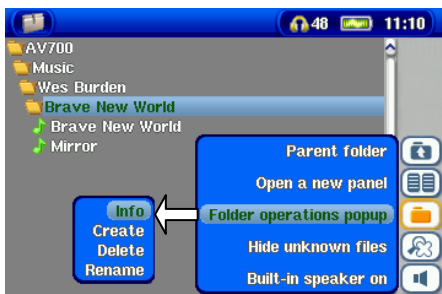 48 11:10
AV700
Music
Wes Burden
Brave New World
Brave New World
Mirror
Parent folder
Open a new panel
Folder operations popup
Hide unknown files
Built-in speaker on
Info
Create
Delete
Rename